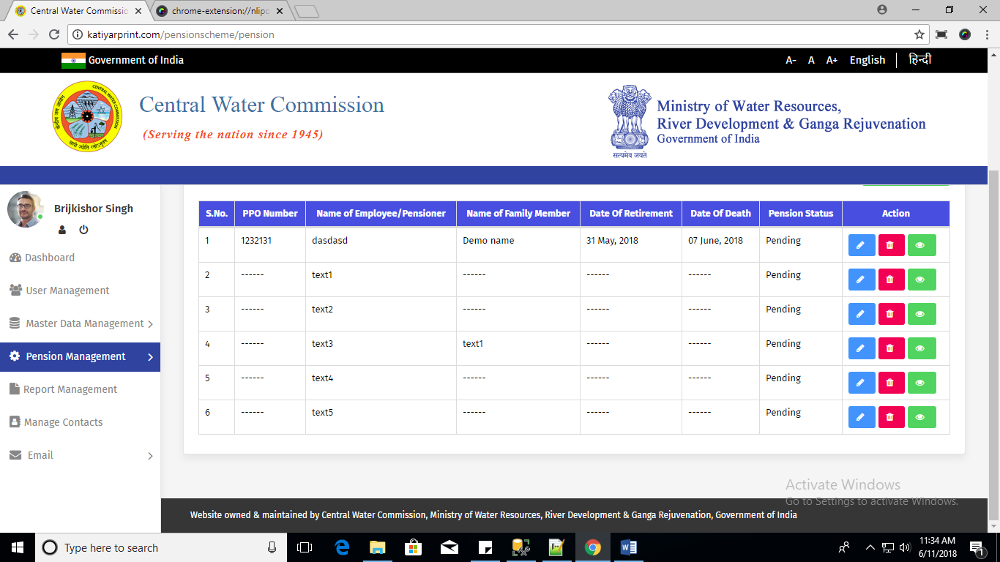 Central Water Commissio
chrome-extension://nlipo
katiyarprint.com/pensionscheme/pension
Government of India
A- A A+ English हिन्दी
केन्द्रीय जल आयोग CENTRAL WATER COMMISSION
Central Water Commission
(Serving the nation since 1945)
सत्यमेव जयते
Ministry of Water Resources,
River Development & Ganga Rejuvenation
Government of India
Brijkishor Singh
Dashboard
User Management
Master Data Management
Pension Management
Report Management
Manage Contacts
Email
S.No. PPO Number Name of Employee/Pensioner Name of Family Member Date Of Retirement Date Of Death Pension Status Action
1 1232131 dasdasd Demo name 31 May, 2018 07 June, 2018 Pending
2 ------ text1 ------ ------ ------ Pending
3 ------ text2 ------ ------ ------ Pending
4 ------ text3 text1 ------ ------ Pending
5 ------ text4 ------ ------ ------ Pending
6 ------ text5 ------ ------ ------ Pending
Activate Windows
Go to Settings to activate Windows.
Website owned & maintained by Central Water Commission, Ministry of Water Resources, River Development & Ganga Rejuvenation, Government of India
Type here to search
11:34 AM
6/11/2018
1